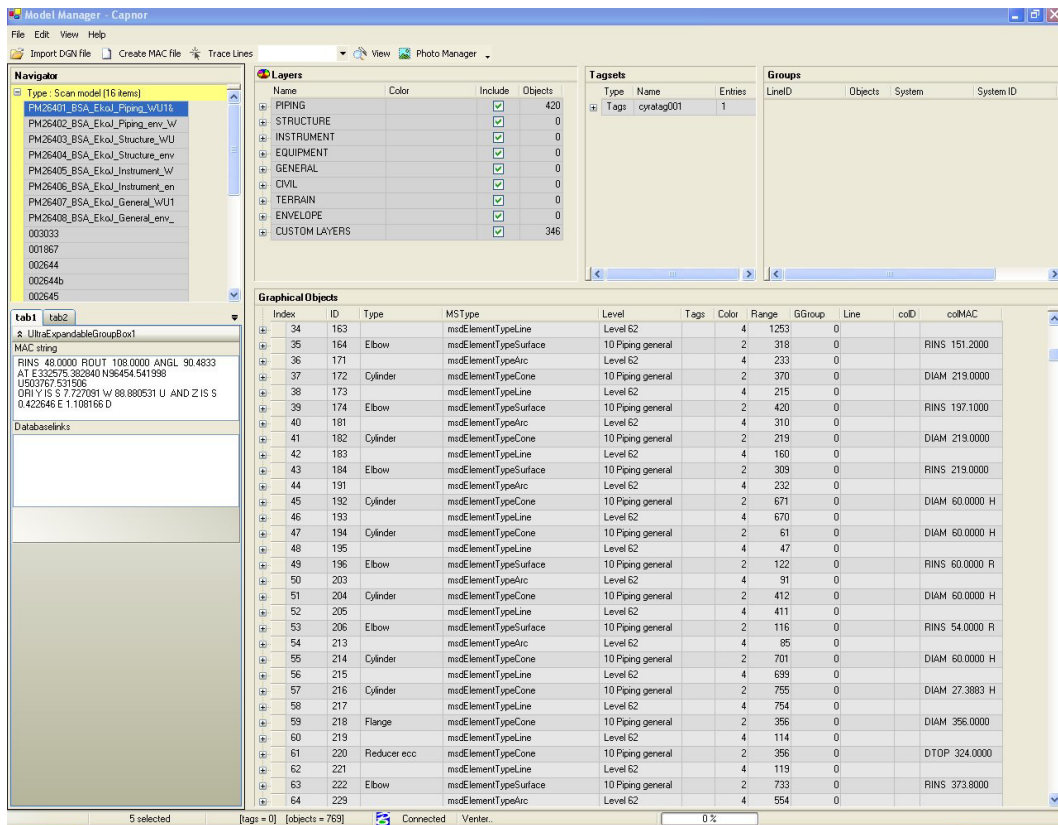 Model Manager - Capnor
File Edit View Help
Import DGN file Create MAC file Trace Lines View Photo Manager
Navigator
Type : Scan model (16 items)
PM26401_BSA_EkoJ_Piping_WU1&
PM26402_BSA_EkoJ_Piping_env_W
PM26403_BSA_EkoJ_Structure_WU
PM26404_BSA_EkoJ_Structure_env
PM26405_BSA_EkoJ_Instrument_W
PM26406_BSA_EkoJ_Instrument_en
PM26407_BSA_EkoJ_General_WU1
PM26408_BSA_EkoJ_General_env_
003033
001867
002644
002644b
002645
tab1 tab2
UltraExpandableGroupBox1
MAC string
RINS 48.0000 ROUT 108.0000 ANGL 90.4833
AT E332575.382840 N96454.541998
U503767.531506
ORI Y IS S 7.727091 W 88.880531 U AND Z IS S
0.422646 E 1.108166 D
Databaselinks
Layers
Name Color Include Objects
PIPING 420
STRUCTURE 0
INSTRUMENT 0
EQUIPMENT 0
GENERAL 0
CIVIL 0
TERRAIN 0
ENVELOPE 0
CUSTOM LAYERS 346
Tagsets
Type Name Entries
Tags cyratag001 1
Groups
LineID Objects System System ID
Graphical Objects
Index ID Type MSType Level Tags Color Range GGroup Line colD colMAC
34 163 msdElementTypeLine Level 62 4 1253 0
35 164 Elbow msdElementTypeSurface 10 Piping general 2 318 0 RINS 151.2000
36 171 msdElementTypeArc Level 62 4 233 0
37 172 Cylinder msdElementTypeCone 10 Piping general 2 370 0 DIAM 219.0000
38 173 msdElementTypeLine Level 62 4 215 0
39 174 Elbow msdElementTypeSurface 10 Piping general 2 420 0 RINS 197.1000
40 181 msdElementTypeArc Level 62 4 310 0
41 182 Cylinder msdElementTypeCone 10 Piping general 2 219 0 DIAM 219.0000
42 183 msdElementTypeLine Level 62 4 160 0
43 184 Elbow msdElementTypeSurface 10 Piping general 2 309 0 RINS 219.0000
44 191 msdElementTypeArc Level 62 4 232 0
45 192 Cylinder msdElementTypeCone 10 Piping general 2 671 0 DIAM 60.0000 H
46 193 msdElementTypeLine Level 62 4 670 0
47 194 Cylinder msdElementTypeCone 10 Piping general 2 61 0 DIAM 60.0000 H
48 195 msdElementTypeLine Level 62 4 47 0
49 196 Elbow msdElementTypeSurface 10 Piping general 2 122 0 RINS 60.0000 R
50 203 msdElementTypeArc Level 62 4 91 0
51 204 Cylinder msdElementTypeCone 10 Piping general 2 412 0 DIAM 60.0000 H
52 205 msdElementTypeLine Level 62 4 411 0
53 206 Elbow msdElementTypeSurface 10 Piping general 2 116 0 RINS 54.0000 R
54 213 msdElementTypeArc Level 62 4 85 0
55 214 Cylinder msdElementTypeCone 10 Piping general 2 701 0 DIAM 60.0000 H
56 215 msdElementTypeLine Level 62 4 699 0
57 216 Cylinder msdElementTypeCone 10 Piping general 2 755 0 DIAM 27.3883 H
58 217 msdElementTypeLine Level 62 4 754 0
59 218 Flange msdElementTypeCone 10 Piping general 2 356 0 DIAM 356.0000
60 219 msdElementTypeLine Level 62 4 114 0
61 220 Reducer ecc msdElementTypeCone 10 Piping general 2 356 0 DTOP 324.0000
62 221 msdElementTypeLine Level 62 4 119 0
63 222 Elbow msdElementTypeSurface 10 Piping general 2 733 0 RINS 373.8000
64 229 msdElementTypeArc Level 62 4 554 0
5 selected [tags = 0] [objects = 769] Connected Venter.. 0 %